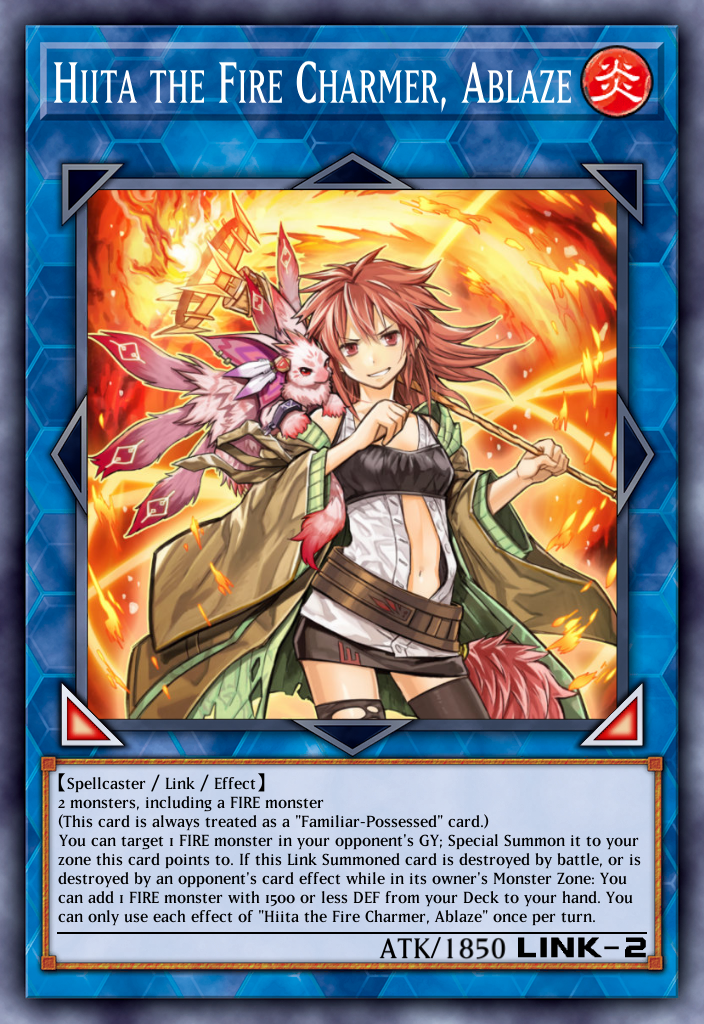 Hiita the Fire Charmer, Ablaze 炎
【Spellcaster / Link / Effect】
2 monsters, including a FIRE monster
(This card is always treated as a "Familiar-Possessed" card.)
You can target 1 FIRE monster in your opponent's GY; Special Summon it to your
zone this card points to. If this Link Summoned card is destroyed by battle, or is
destroyed by an opponent's card effect while in its owner's Monster Zone: You
can add 1 FIRE monster with 1500 or less DEF from your Deck to your hand. You
can only use each effect of "Hiita the Fire Charmer, Ablaze" once per turn.
ATK/1850 LINK-2